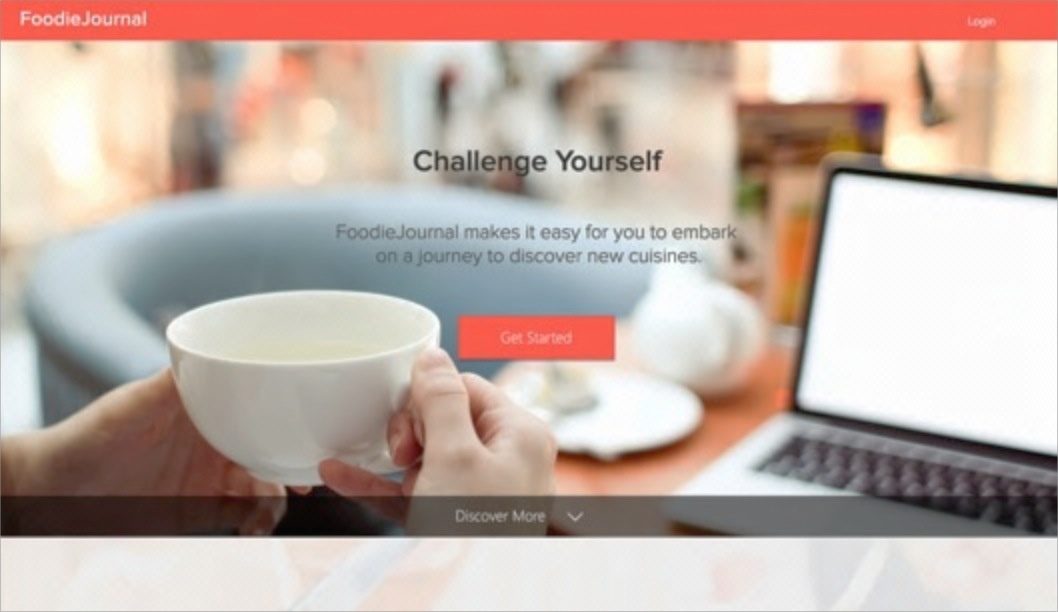 FoodieJournal
Login
Challenge Yourself
FoodieJournal makes it easy for you to embark
on a journey to discover new cuisines.
Get Started
Discover More